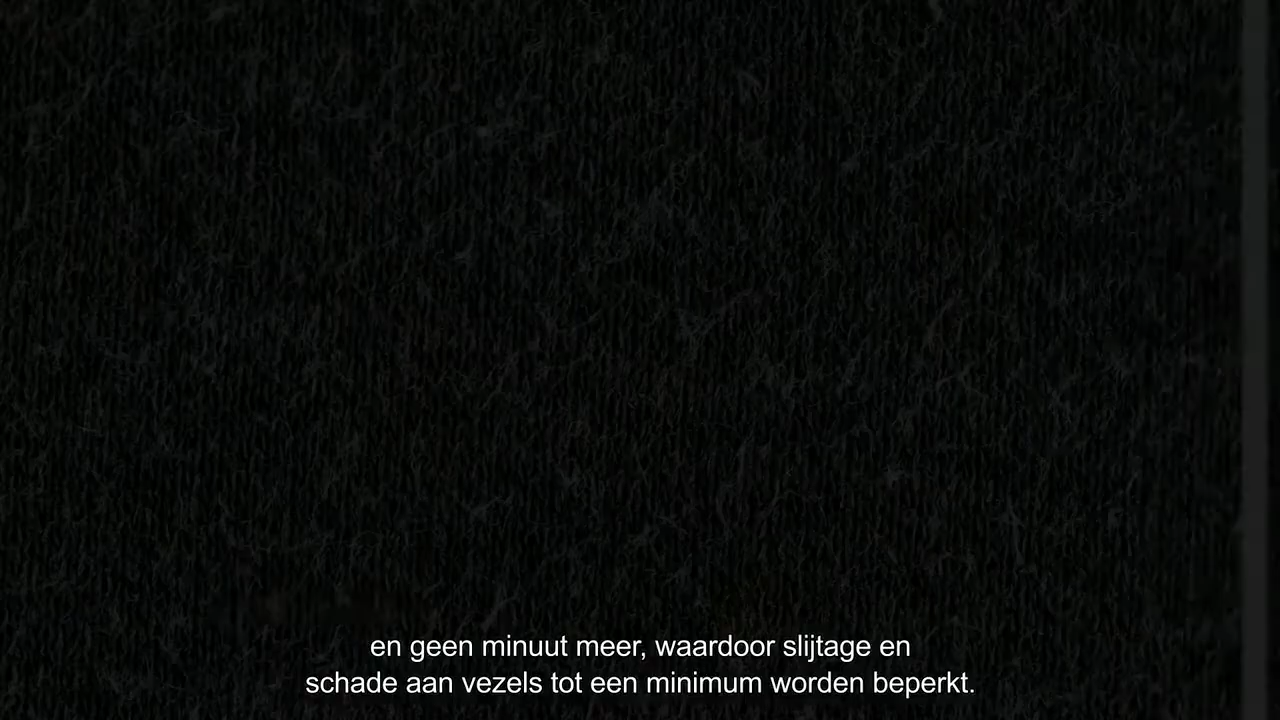 en geen minuut meer, waardoor slijtage en
schade aan vezels tot een minimum worden beperkt.